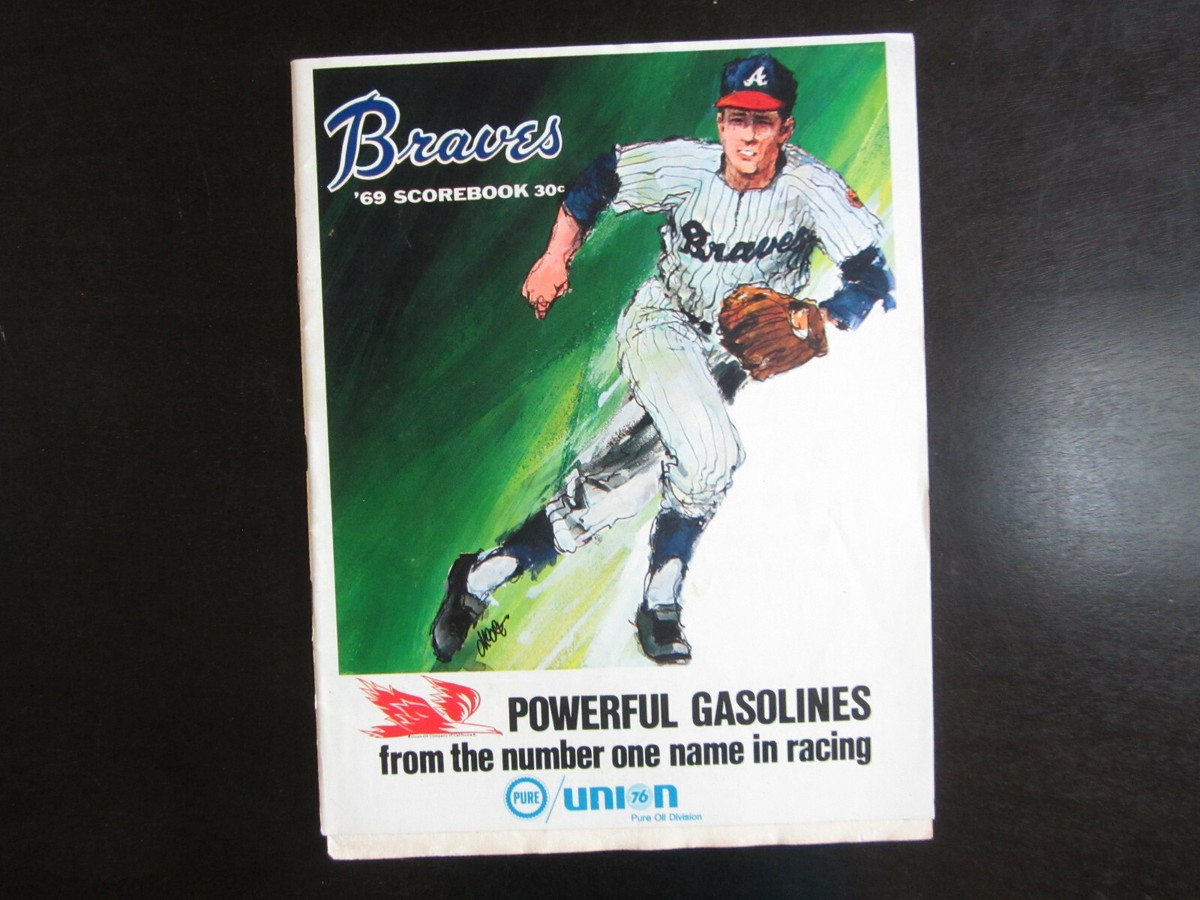 A
Braves
'69 SCOREBOOK 30c
Braves
POWERFUL GASOLINES
from the number one name in racing
PURE / UNION 76
Pure Oil Division